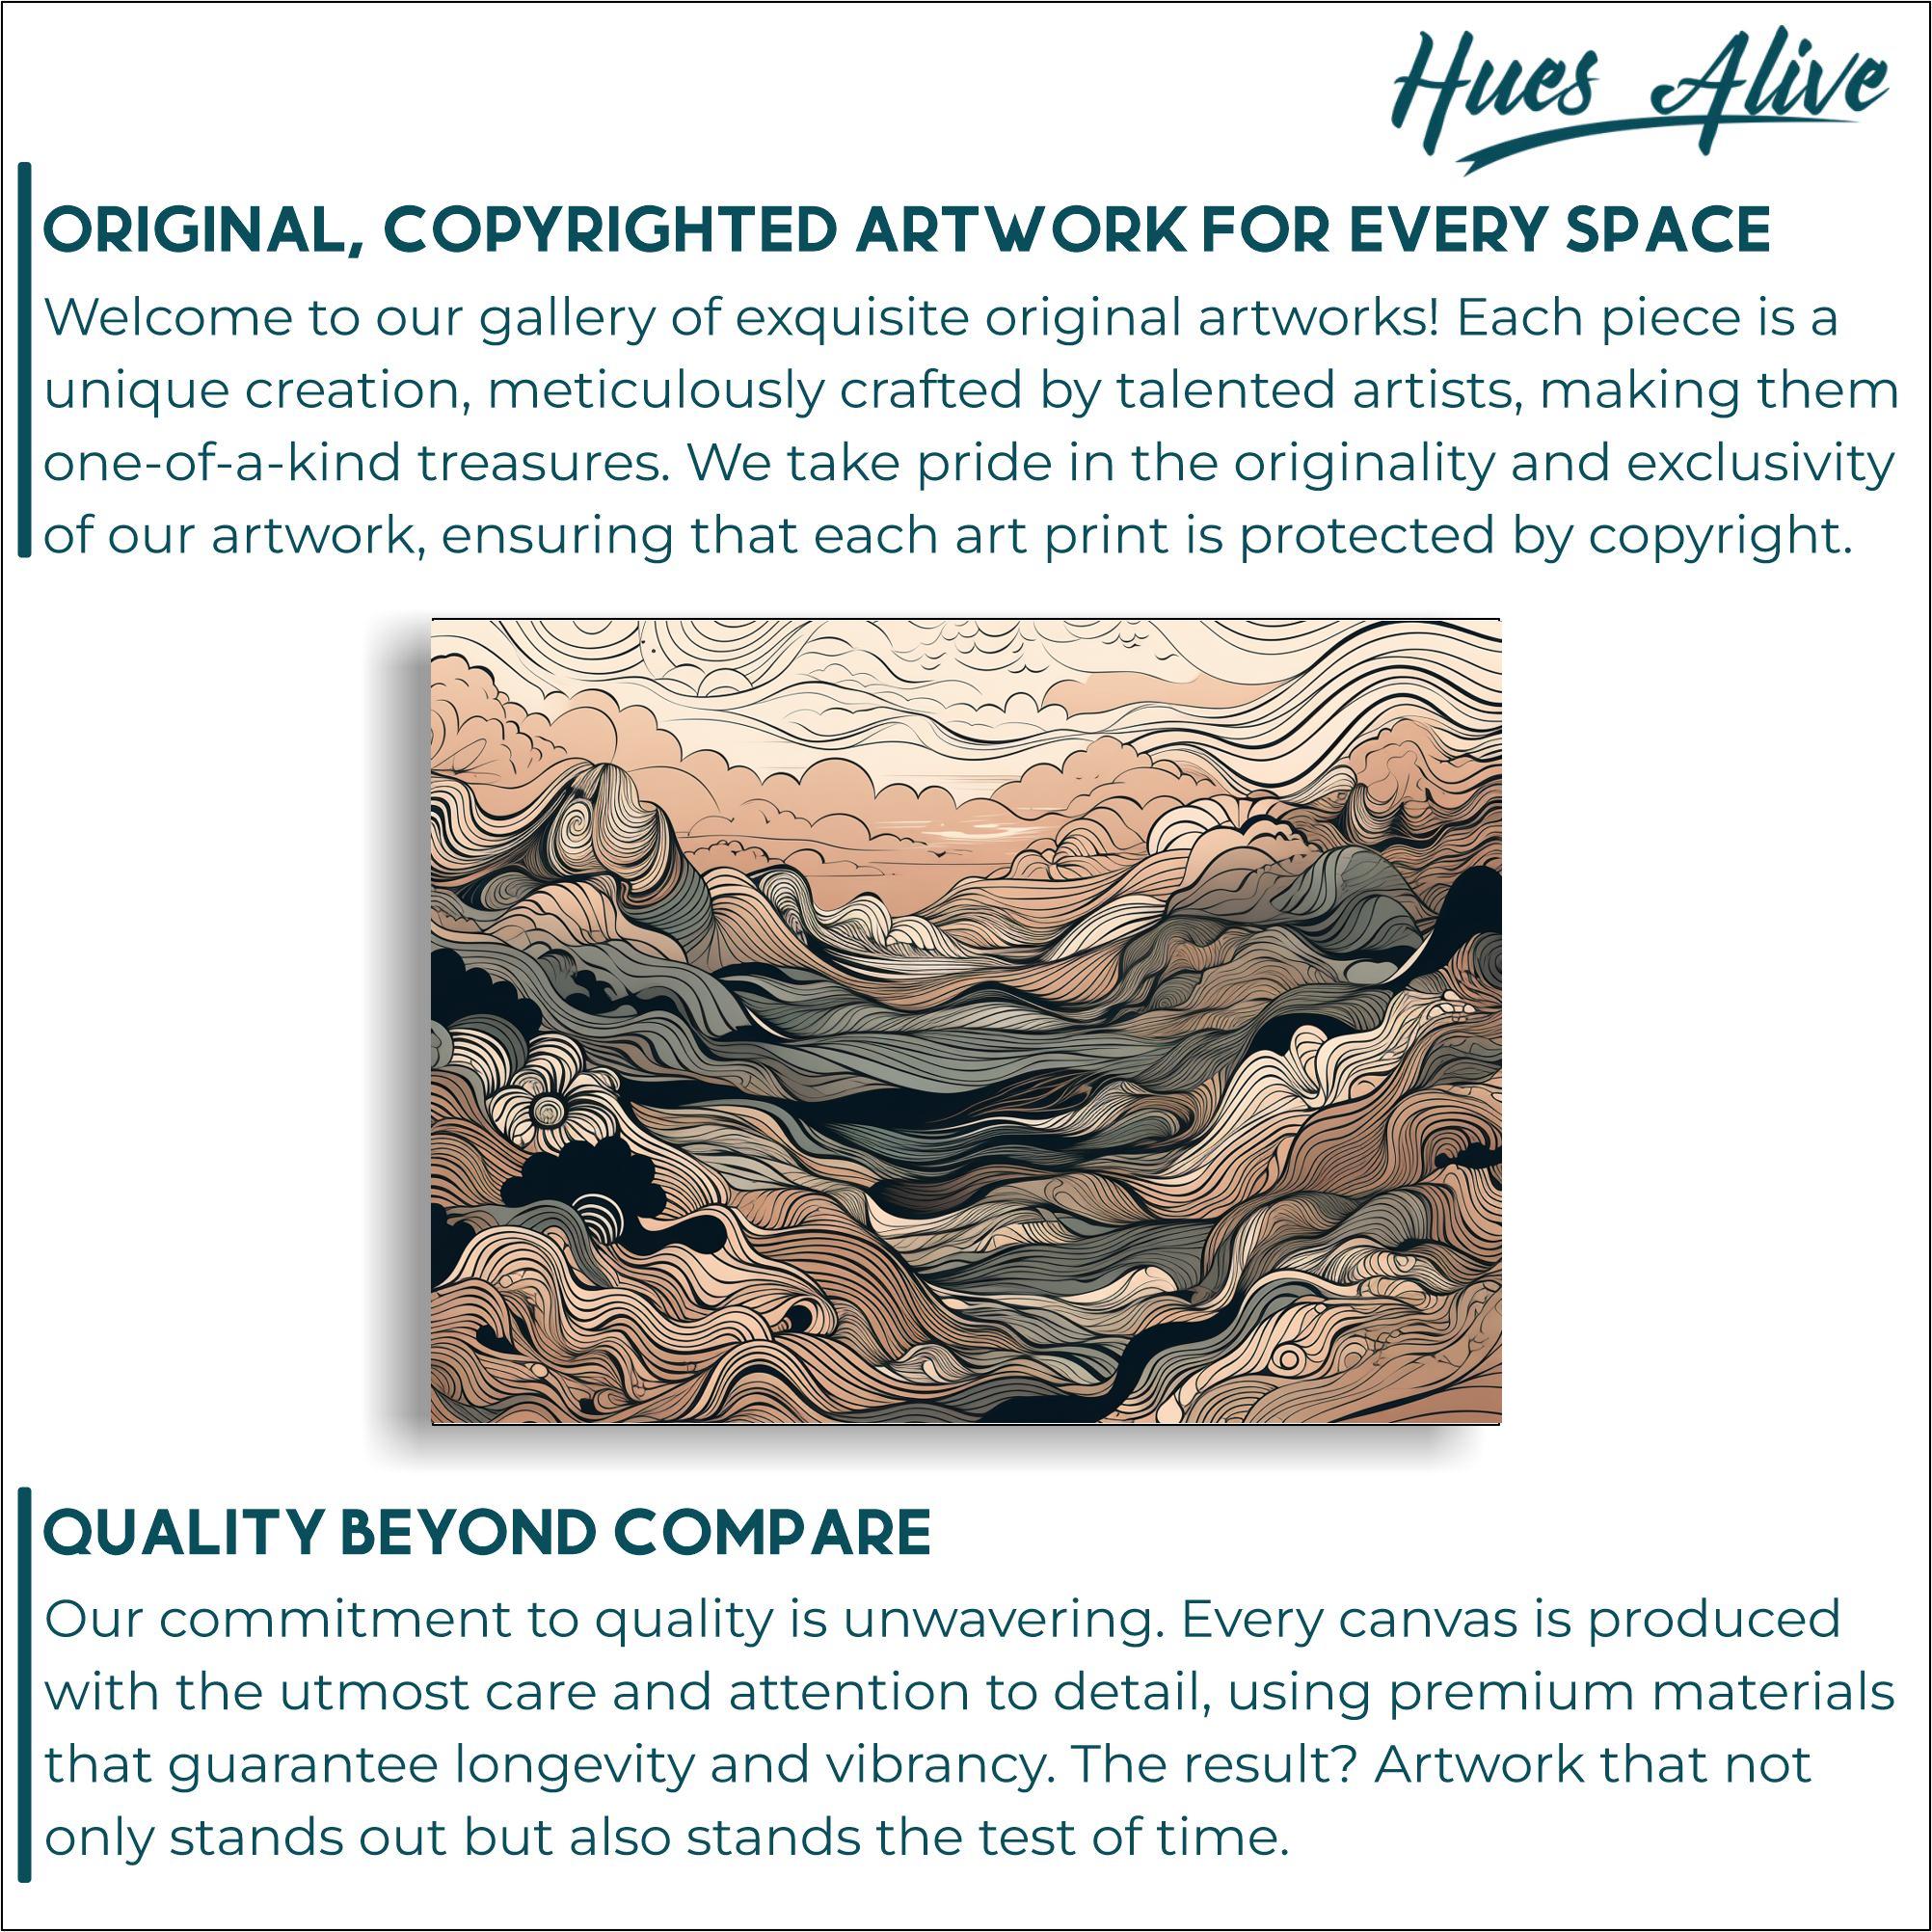 Hues Alive
ORIGINAL, COPYRIGHTED ARTWORK FOR EVERY SPACE
Welcome to our gallery of exquisite original artworks! Each piece is a
unique creation, meticulously crafted by talented artists, making them
one-of-a-kind treasures. We take pride in the originality and exclusivity
of our artwork, ensuring that each art print is protected by copyright.
QUALITY BEYOND COMPARE
Our commitment to quality is unwavering. Every canvas is produced
with the utmost care and attention to detail, using premium materials
that guarantee longevity and vibrancy. The result? Artwork that not
only stands out but also stands the test of time.